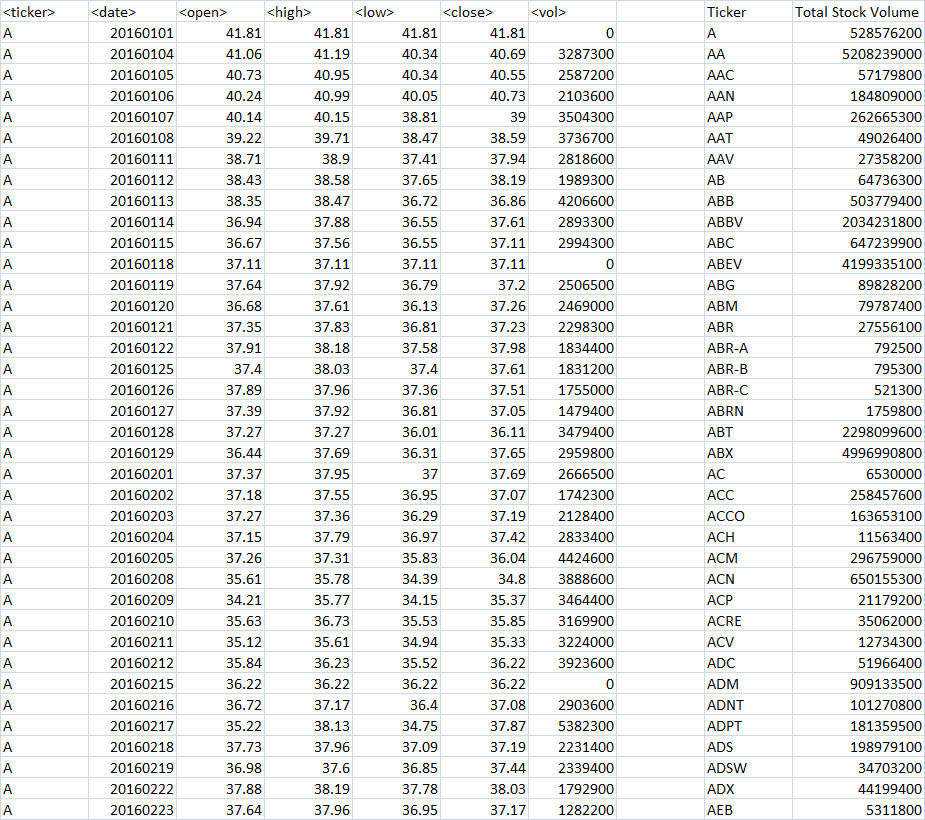 <ticker> <date> <open> <high> <low> <close> <vol> Ticker Total Stock Volume
A 20160101 41.81 41.81 41.81 41.81 0 A 528576200
A 20160104 41.06 41.19 40.34 40.69 3287300 AA 5208239000
A 20160105 40.73 40.95 40.34 40.55 2587200 AAC 57179800
A 20160106 40.24 40.99 40.05 40.73 2103600 AAN 184809000
A 20160107 40.14 40.15 38.81 39 3504300 AAP 262665300
A 20160108 39.22 39.71 38.47 38.59 3736700 AAT 49026400
A 20160111 38.71 38.9 37.41 37.94 2818600 AAV 27358200
A 20160112 38.43 38.58 37.65 38.19 1989300 AB 64736300
A 20160113 38.35 38.47 36.72 36.86 4206600 ABB 503779400
A 20160114 36.94 37.88 36.55 37.61 2893300 ABBV 2034231800
A 20160115 36.67 37.56 36.55 37.11 2994300 ABC 647239900
A 20160118 37.11 37.11 37.11 37.11 0 ABEV 4199335100
A 20160119 37.64 37.92 36.79 37.2 2506500 ABG 89828200
A 20160120 36.68 37.61 36.13 37.26 2469000 ABM 79787400
A 20160121 37.35 37.83 36.81 37.23 2298300 ABR 27556100
A 20160122 37.91 38.18 37.58 37.98 1834400 ABR-A 792500
A 20160125 37.4 38.03 37.4 37.61 1831200 ABR-B 795300
A 20160126 37.89 37.96 37.36 37.51 1755000 ABR-C 521300
A 20160127 37.39 37.92 36.81 37.05 1479400 ABRN 1759800
A 20160128 37.27 37.27 36.01 36.11 3479400 ABT 2298099600
A 20160129 36.44 37.69 36.31 37.65 2959800 ABX 4996990800
A 20160201 37.37 37.95 37 37.69 2666500 AC 6530000
A 20160202 37.18 37.55 36.95 37.07 1742300 ACC 258457600
A 20160203 37.27 37.36 36.29 37.19 2128400 ACCO 163653100
A 20160204 37.15 37.79 36.97 37.42 2833400 ACH 11563400
A 20160205 37.26 37.31 35.83 36.04 4424600 ACM 296759000
A 20160208 35.61 35.78 34.39 34.8 3888600 ACN 650155300
A 20160209 34.21 35.77 34.15 35.37 3464400 ACP 21179200
A 20160210 35.63 36.73 35.53 35.85 3169900 ACRE 35062000
A 20160211 35.12 35.61 34.94 35.33 3224000 ACV 12734300
A 20160212 35.84 36.23 35.52 36.22 3923600 ADC 51966400
A 20160215 36.22 36.22 36.22 36.22 0 ADM 909133500
A 20160216 36.72 37.17 36.4 37.08 2903600 ADNT 101270800
A 20160217 35.22 38.13 34.75 37.87 5382300 ADPT 181359500
A 20160218 37.73 37.96 37.09 37.19 2231400 ADS 198979100
A 20160219 36.98 37.6 36.85 37.44 2339400 ADSW 34703200
A 20160222 37.88 38.19 37.78 38.03 1792900 ADX 44199400
A 20160223 37.64 37.96 36.95 37.17 1282200 AEB 5311800